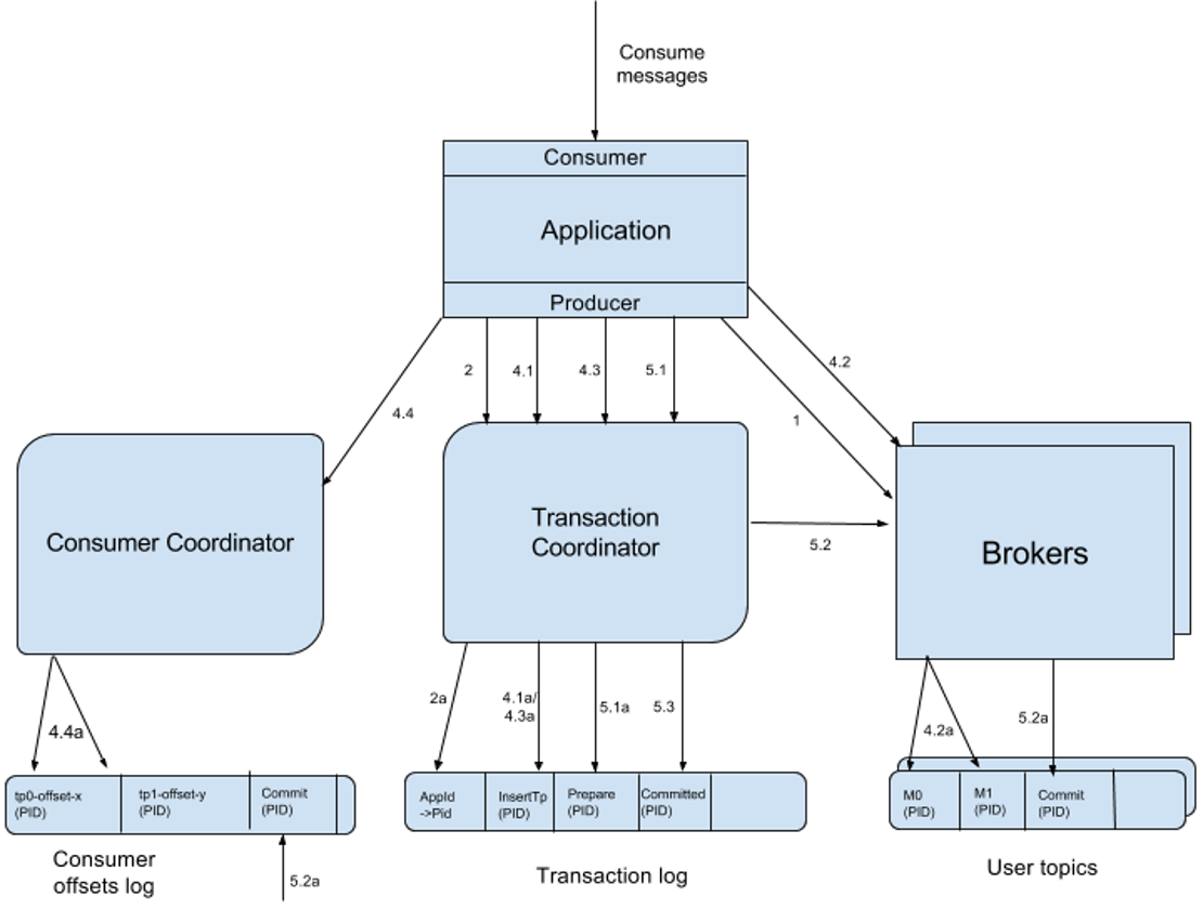 Consume
messages
Consumer
Application
Producer
4.4
2
4.1
4.3
5.1
1
4.2
Consumer Coordinator
Transaction
Coordinator
5.2
Brokers
4.4a
2a
4.1a/
4.3a
5.1a
5.3
4.2a
5.2a
tp0-offset-x
(PID)
tp1-offset-y
(PID)
Commit
(PID)
AppId
->Pid
InsertTp
(PID)
Prepare
(PID)
Committed
(PID)
M0
(PID)
M1
(PID)
Commit
(PID)
Consumer
offsets log
5.2a
Transaction log
User topics